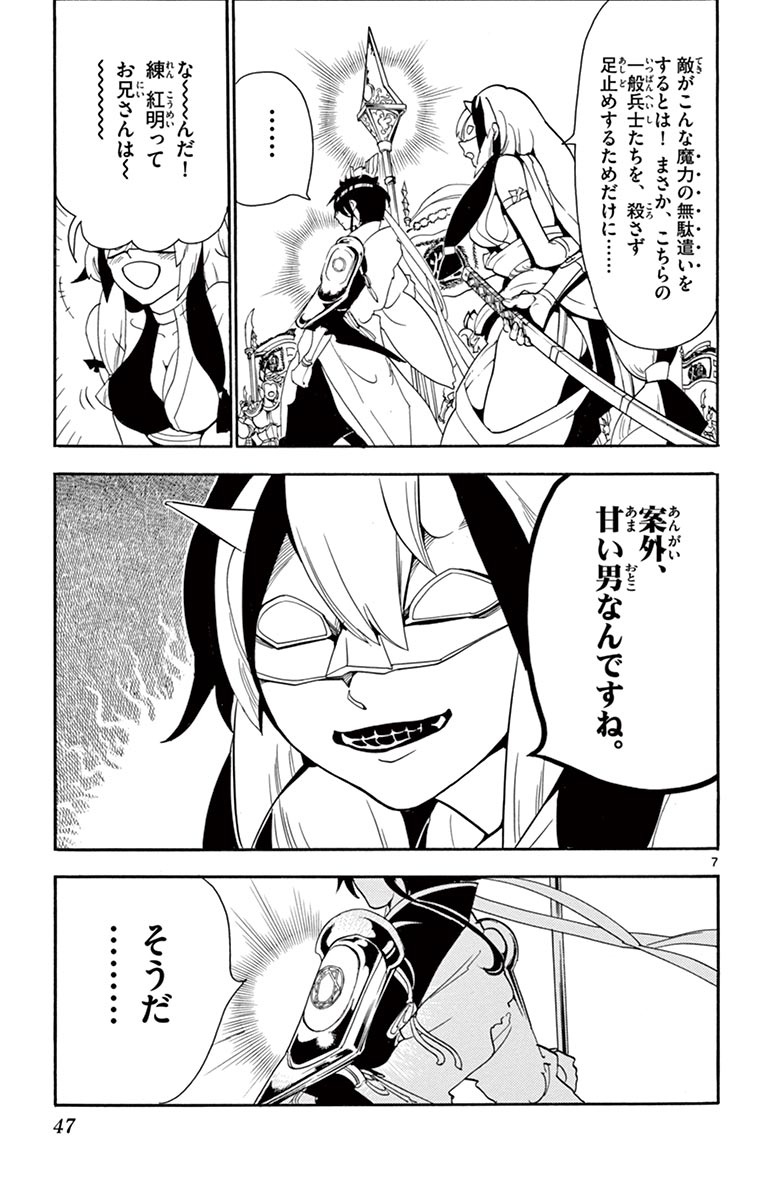 敵がこんな魔力の無駄遣いを
するとは！まさか、こちらの
一般兵士たちを、殺さず
足止めするためだけに……
……
な〜〜んだ！
練 紅明って
お兄さんは〜
〜〜〜〜
案外、
甘い男なんですね。
7
そうだ
………
47